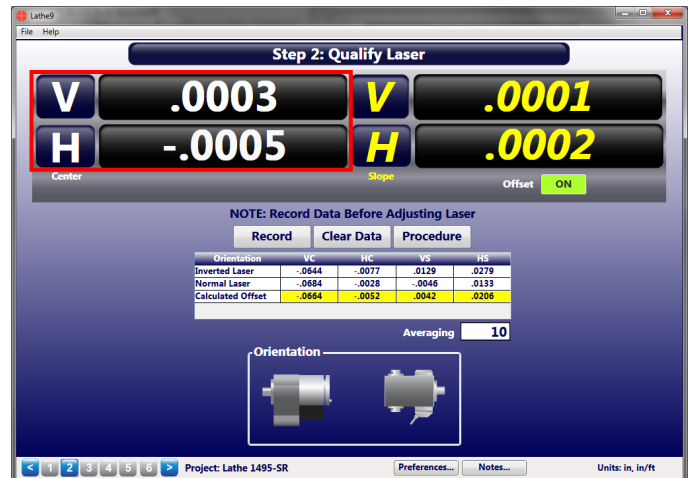 Lathe9
File Help
Step 2: Qualify Laser
V .0003 V .0001
H -.0005 H .0002
Center Slope Offset ON
NOTE: Record Data Before Adjusting Laser
Record Clear Data Procedure
Orientation VC HC VS HS
Inverted Laser -.0644 -.0077 .0129 .0279
Normal Laser -.0684 -.0028 -.0046 .0133
Calculated Offset -.0664 -.0052 .0042 .0206
Averaging 10
Orientation
< 1 2 3 4 5 6 > Project: Lathe 1495-SR Preferences... Notes... Units: in, in/ft